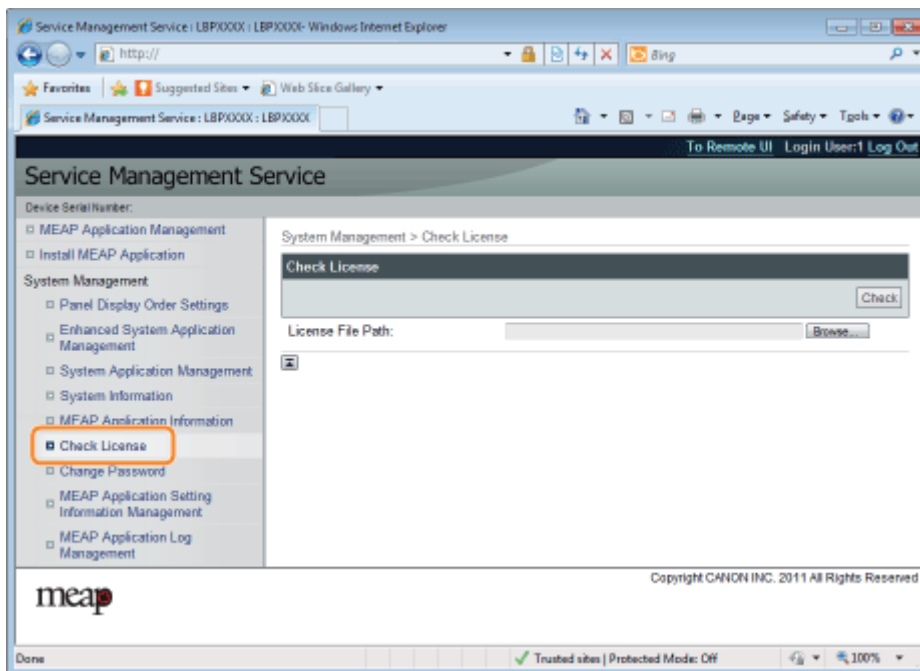 Service Management Service : LBPXXXX : LBPXXXX- Windows Internet Explorer
http://
Bing
Favorites Suggested Sites Web Slice Gallery
Service Management Service : LBPXXXX : LBPXXXX
Page Safety Tools
To Remote UI Login User:1 Log Out
Service Management Service
Device Serial Number:
MEAP Application Management
Install MEAP Application
System Management
Panel Display Order Settings
Enhanced System Application
Management
System Application Management
System Information
MEAP Application Information
Check License
Change Password
MEAP Application Setting
Information Management
MEAP Application Log
Management
System Management > Check License
Check License
Check
License File Path:
Browse...
Copyright CANON INC. 2011 All Rights Reserved
meap
Done
Trusted sites | Protected Mode: Off
100%